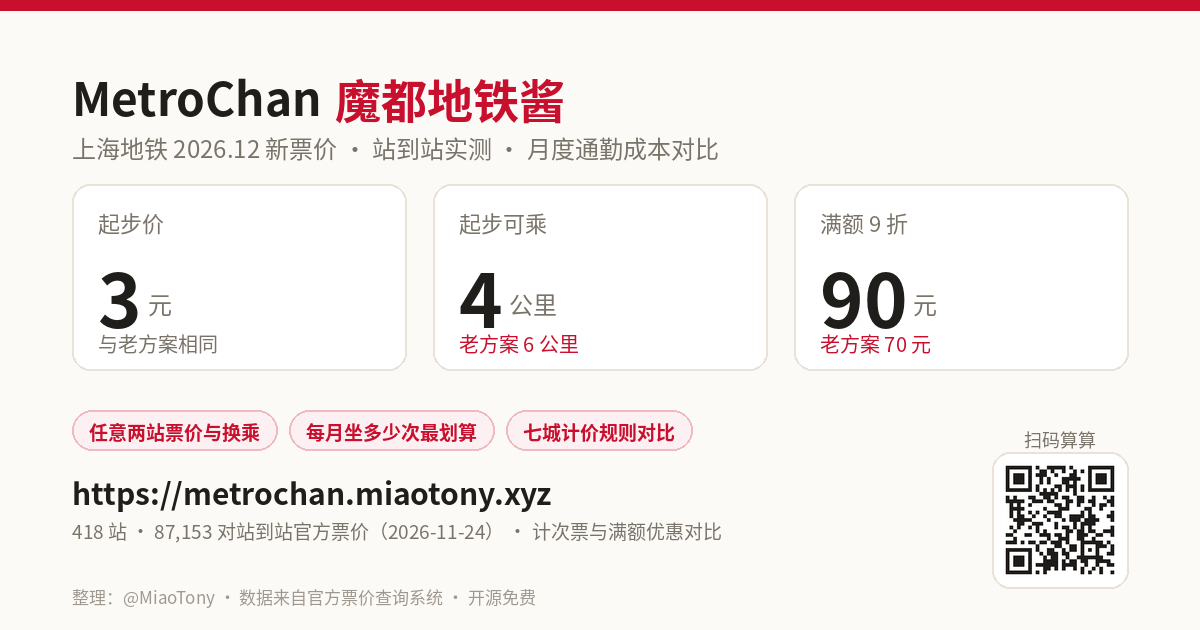 MetroChan 魔都地铁酱
上海地铁 2026.12 新票价 · 站到站实测 · 月度通勤成本对比
起步价
3 元
与老方案相同
起步可乘
4 公里
老方案 6 公里
满额 9 折
90 元
老方案 70 元
任意两站票价与换乘
每月坐多少次最划算
七城计价规则对比
扫码算算
https://metrochan.miaotony.xyz
418 站 · 87,153 对站到站官方票价（2026-11-24） · 计次票与满额优惠对比
整理：@MiaoTony · 数据来自官方票价查询系统 · 开源免费